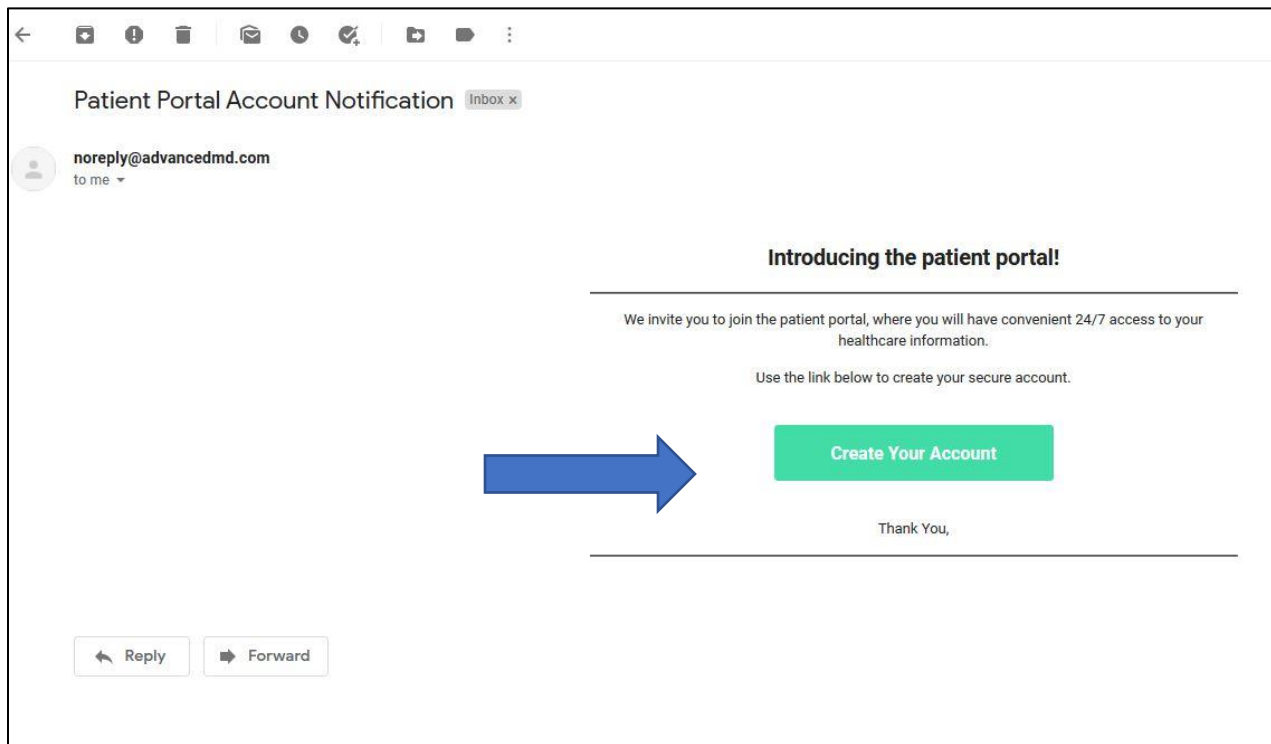 Patient Portal Account Notification Inbox x
noreply@advancedmd.com
to me
Introducing the patient portal!
We invite you to join the patient portal, where you will have convenient 24/7 access to your
healthcare information.
Use the link below to create your secure account.
Create Your Account
Thank You,
Reply Forward